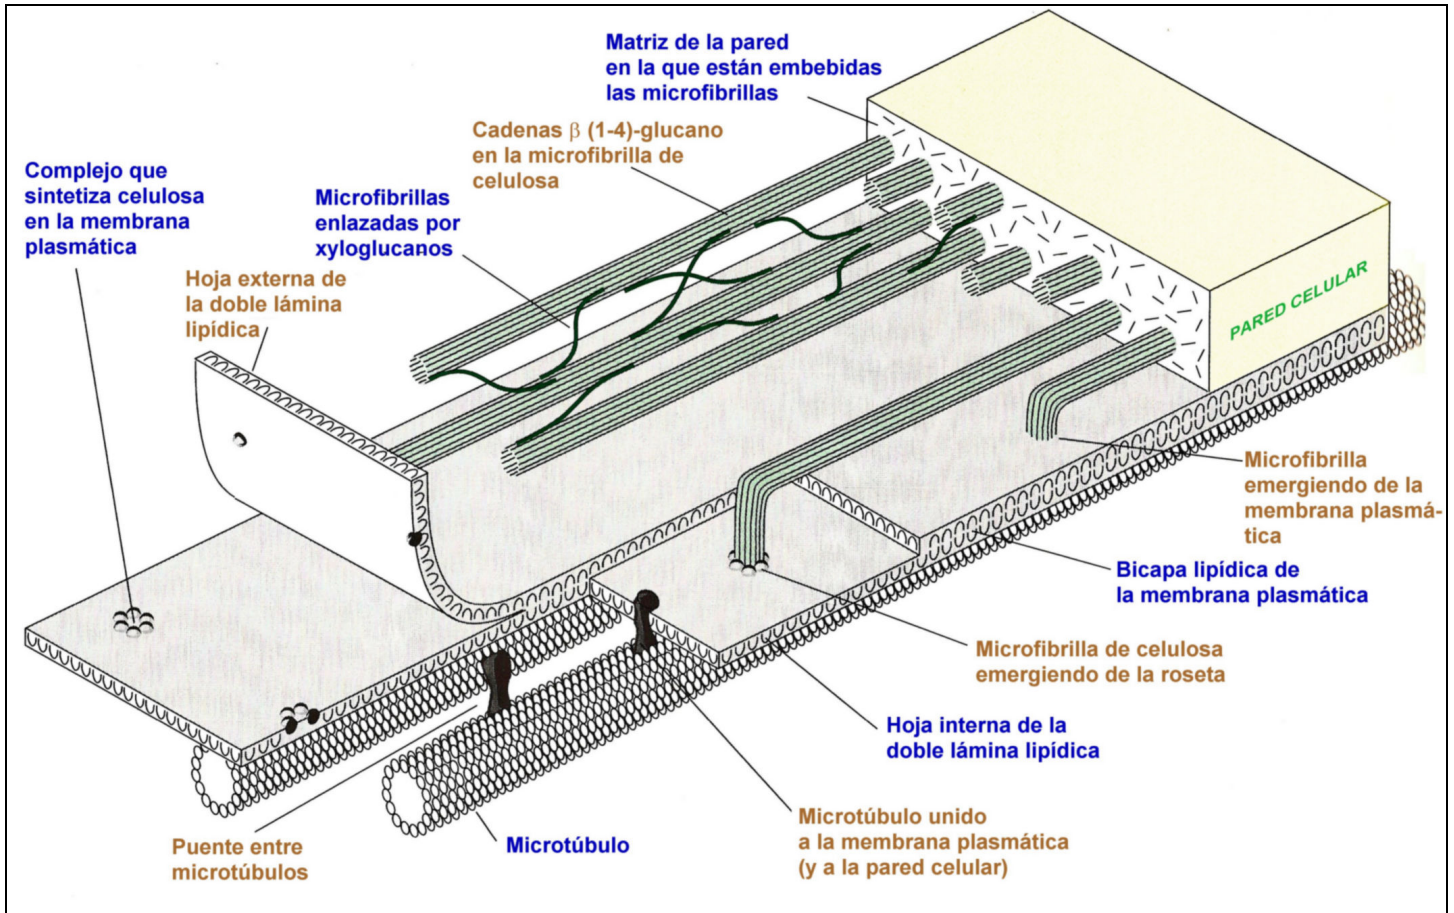 Matriz de la pared
en la que están embebidas
las microfibrillas
Cadenas β (1-4)-glucano
en la microfibrilla de
celulosa
Complejo que
sintetiza celulosa
en la membrana
plasmática
Microfibrillas
enlazadas por
xyloglucanos
Hoja externa de
la doble lámina
lipídica
PARED CELULAR
Microfibrilla
emergiendo de la
membrana plasmá-
tica
Bicapa lipídica de
la membrana plasmática
Microfibrilla de celulosa
emergiendo de la roseta
Hoja interna de la
doble lámina lipídica
Microtúbulo unido
a la membrana plasmática
(y a la pared celular)
Microtúbulo
Puente entre
microtúbulos